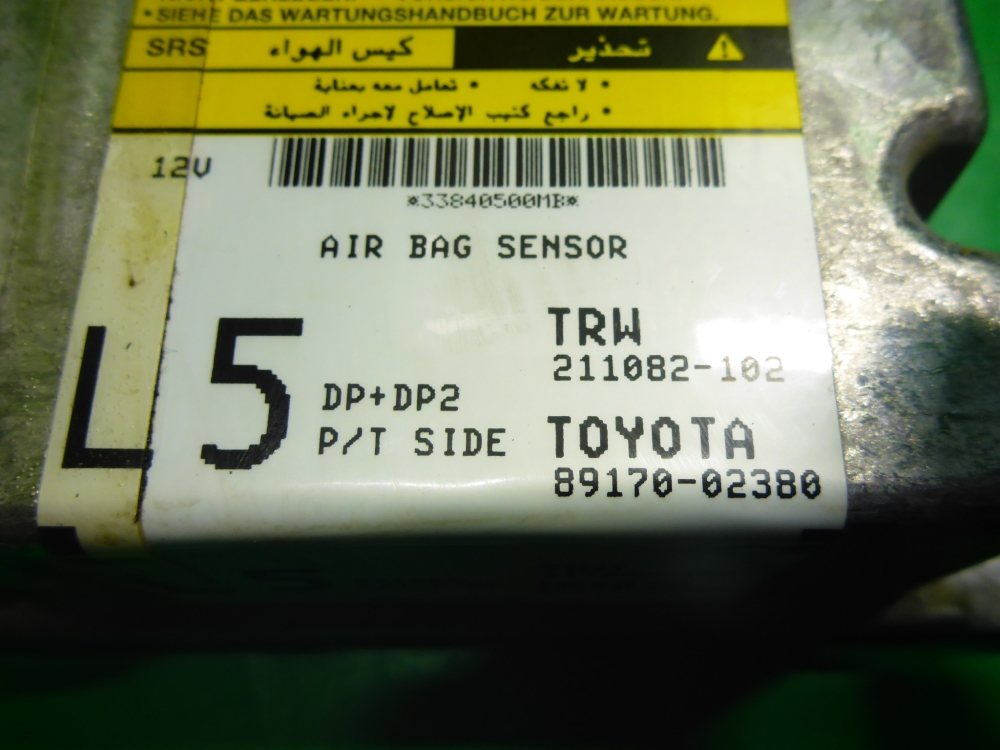 • SIEHE DAS WARTUNGSHANDBUCH ZUR WARTUNG.
SRS كيس الهواء تحذير
• لا تفكه • تعامل معه بعناية
• راجع كتيب الإصلاح لإجراء الصيانة
12V
*33840500MB*
AIR BAG SENSOR
L5
DP+DP2
P/T SIDE
TRW
211082-102
TOYOTA
89170-02380